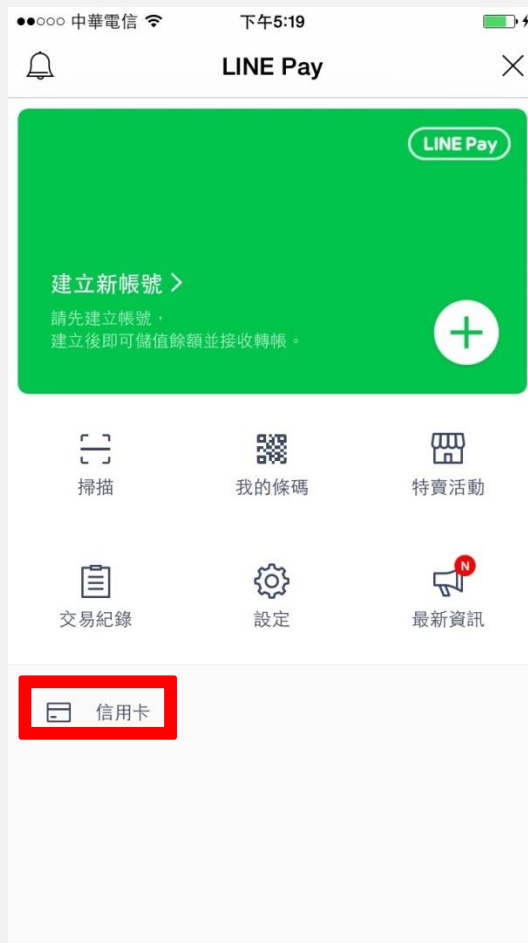 中華電信 下午5:19
LINE Pay
LINE Pay
建立新帳號
請先建立帳號，
建立後即可儲值餘額並接收轉帳。
掃描 我的條碼 特賣活動
N
交易紀錄 設定 最新資訊
信用卡